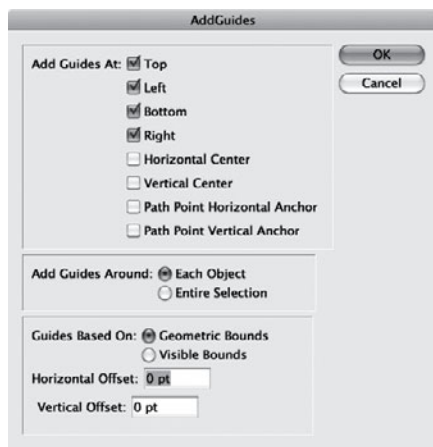 AddGuides
Add Guides At: Top
Left
Bottom
Right
Horizontal Center
Vertical Center
Path Point Horizontal Anchor
Path Point Vertical Anchor
OK
Cancel
Add Guides Around: Each Object
Entire Selection
Guides Based On: Geometric Bounds
Visible Bounds
Horizontal Offset: 0 pt
Vertical Offset: 0 pt